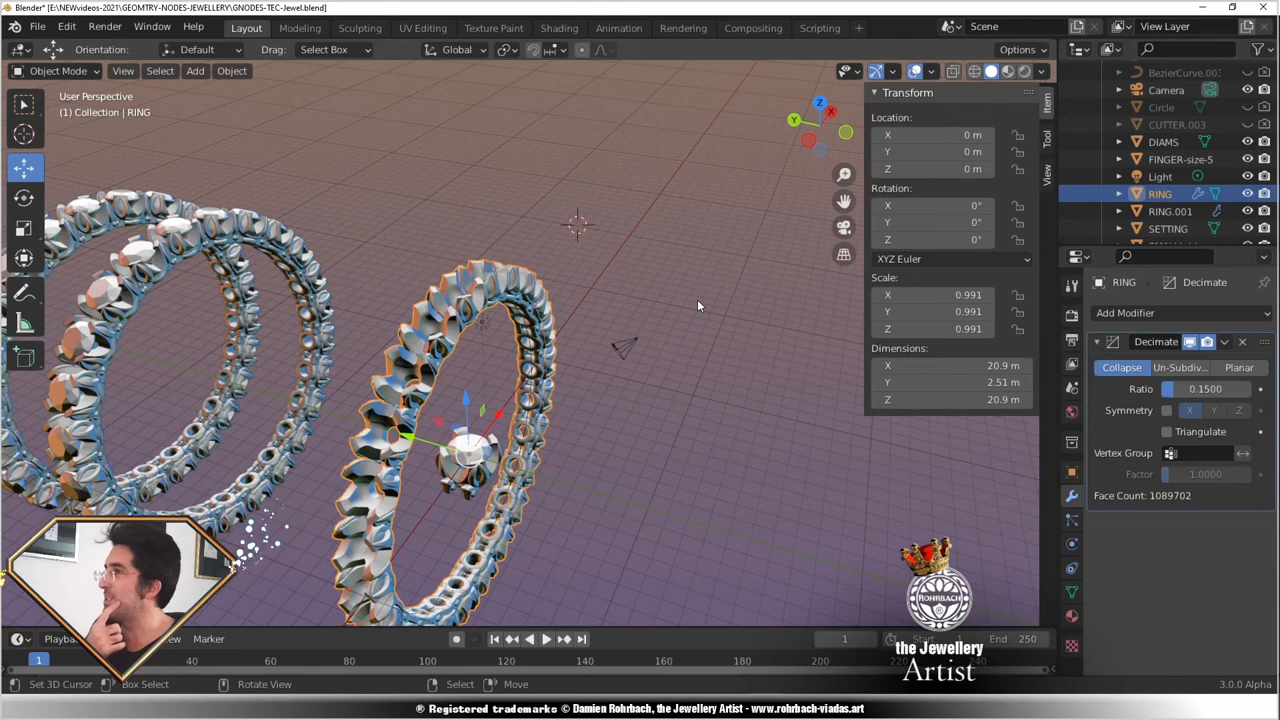 Blender* [E:\NEWvideos-2021\GEOMTRY-NODES-JEWELLERY\GNODES-TEC-Jewel.blend]
File Edit Render Window Help Layout Modeling Sculpting UV Editing Texture Paint Shading Animation Rendering Compositing Scripting + Scene View Layer
Orientation: Default Drag: Select Box Global Options
Object Mode View Select Add Object
User Perspective
(1) Collection | RING
Z
X
Y
Transform
Location:
X 0 m
Y 0 m
Z 0 m
Rotation:
X 0°
Y 0°
Z 0°
XYZ Euler
Scale:
X 0.991
Y 0.991
Z 0.991
Dimensions:
X 20.9 m
Y 2.51 m
Z 20.9 m
Item
Tool
View
BezierCurve.003
Camera
Circle
CUTTER.003
DIAMS
FINGER-size-5
Light
RING
RING.001
SETTING
RING Decimate
Add Modifier
Decimate
Collapse Un-Subdiv... Planar
Ratio 0.1500
Symmetry X Y Z
Triangulate
Vertex Group
Factor 1.0000
Face Count: 1089702
ROHRBACH
the Jewellery
Artist
Marker
1 Start 1 End 250
1 40 60 80 100 120 140 160 180 200 220 240
Set 3D Cursor Box Select Rotate View Select Move 3.0.0 Alpha
® Registered trademarks © Damien Rohrbach, the Jewellery Artist - www.rohrbach-viadas.art